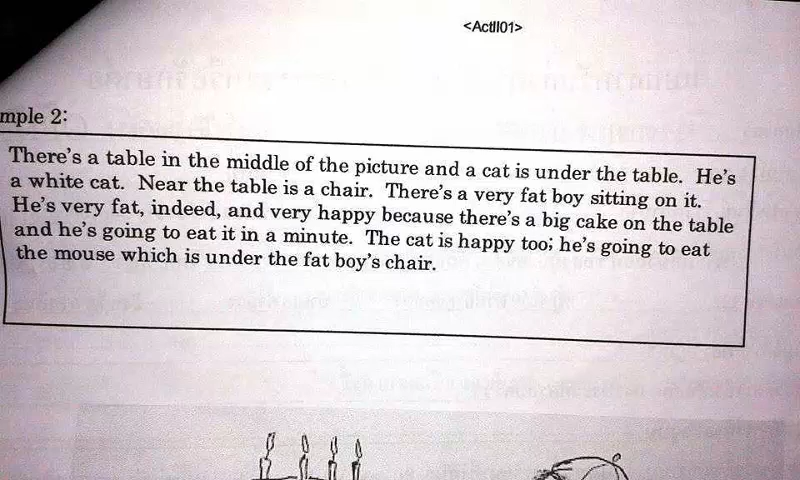 <ActII01>
mple 2:
There's a table in the middle of the picture and a cat is under the table. He's
a white cat. Near the table is a chair. There's a very fat boy sitting on it.
He's very fat, indeed, and very happy because there's a big cake on the table
and he's going to eat it in a minute. The cat is happy too; he's going to eat
the mouse which is under the fat boy's chair.